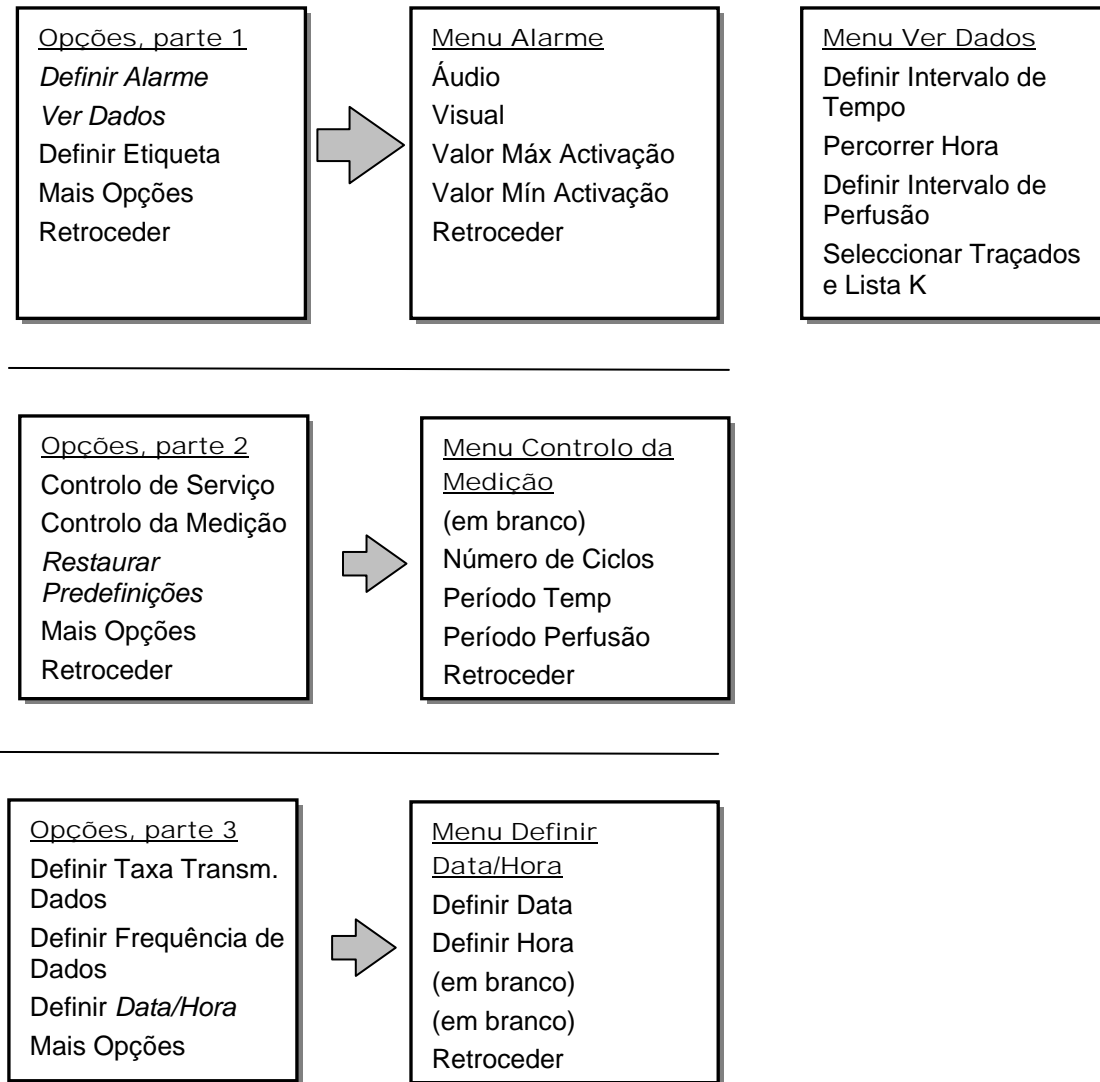 Opções, parte 1
Definir Alarme
Ver Dados
Definir Etiqueta
Mais Opções
Retroceder
Menu Alarme
Áudio
Visual
Valor Máx Activação
Valor Mín Activação
Retroceder
Menu Ver Dados
Definir Intervalo de
Tempo
Percorrer Hora
Definir Intervalo de
Perfusão
Seleccionar Traçados
e Lista K
Opções, parte 2
Controlo de Serviço
Controlo da Medição
Restaurar
Predefinições
Mais Opções
Retroceder
Menu Controlo da
Medição
(em branco)
Número de Ciclos
Período Temp
Período Perfusão
Retroceder
Opções, parte 3
Definir Taxa Transm.
Dados
Definir Frequência de
Dados
Definir Data/Hora
Mais Opções
Menu Definir
Data/Hora
Definir Data
Definir Hora
(em branco)
(em branco)
Retroceder